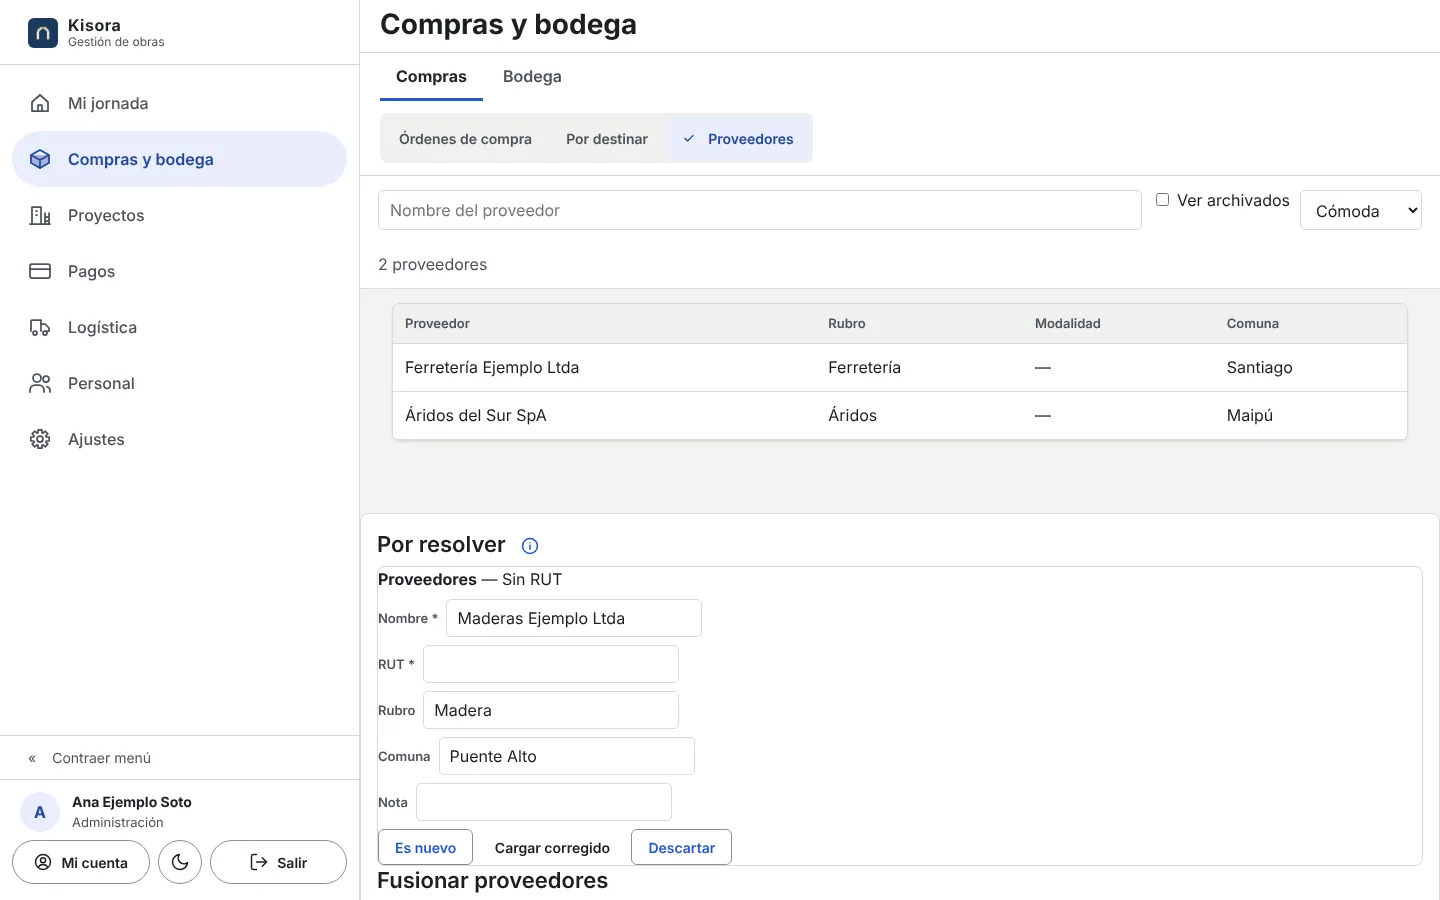 Kisora
Gestión de obras
Mi jornada
Compras y bodega
Proyectos
Pagos
Logística
Personal
Ajustes
« Contraer menú
A
Ana Ejemplo Soto
Administración
Mi cuenta
Salir
Compras y bodega
Compras Bodega
Órdenes de compra Por destinar ✓ Proveedores
Nombre del proveedor Ver archivados Cómoda
2 proveedores
Proveedor Rubro Modalidad Comuna
Ferretería Ejemplo Ltda Ferretería — Santiago
Áridos del Sur SpA Áridos — Maipú
Por resolver
Proveedores — Sin RUT
Nombre * Maderas Ejemplo Ltda
RUT *
Rubro Madera
Comuna Puente Alto
Nota
Es nuevo Cargar corregido Descartar
Fusionar proveedores